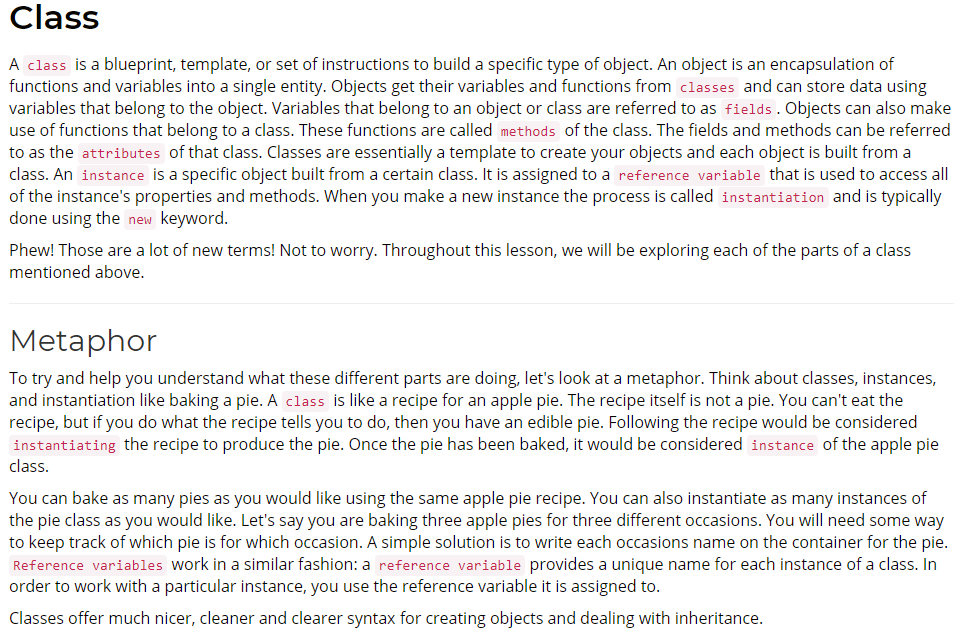 Class
A class is a blueprint, template, or set of instructions to build a specific type of object. An object is an encapsulation of
functions and variables into a single entity. Objects get their variables and functions from classes and can store data using
variables that belong to the object. Variables that belong to an object or class are referred to as fields. Objects can also make
use of functions that belong to a class. These functions are called methods of the class. The fields and methods can be referred
to as the attributes of that class. Classes are essentially a template to create your objects and each object is built from a
class. An instance is a specific object built from a certain class. It is assigned to a reference variable that is used to access all
of the instance's properties and methods. When you make a new instance the process is called instantiation and is typically
done using the new keyword.
Phew! Those are a lot of new terms! Not to worry. Throughout this lesson, we will be exploring each of the parts of a class
mentioned above.
Metaphor
To try and help you understand what these different parts are doing, let's look at a metaphor. Think about classes, instances,
and instantiation like baking a pie. A class is like a recipe for an apple pie. The recipe itself is not a pie. You can't eat the
recipe, but if you do what the recipe tells you to do, then you have an edible pie. Following the recipe would be considered
instantiating the recipe to produce the pie. Once the pie has been baked, it would be considered instance of the apple pie
class.
You can bake as many pies as you would like using the same apple pie recipe. You can also instantiate as many instances of
the pie class as you would like. Let's say you are baking three apple pies for three different occasions. You will need some way
to keep track of which pie is for which occasion. A simple solution is to write each occasions name on the container for the pie.
Reference variables work in a similar fashion: a reference variable provides a unique name for each instance of a class. In
order to work with a particular instance, you use the reference variable it is assigned to.
Classes offer much nicer, cleaner and clearer syntax for creating objects and dealing with inheritance.